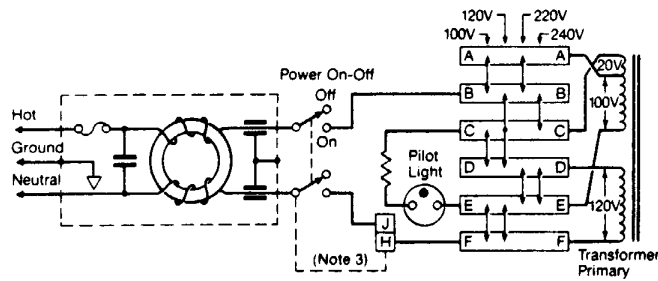 120V 220V
100V 240V
Power On-Off
Off
On
Hot
Ground
Neutral
Pilot
Light
(Note 3)
J
H
A A
B B
C C
D D
E E
F F
20V
100V
120V
Transformer
Primary